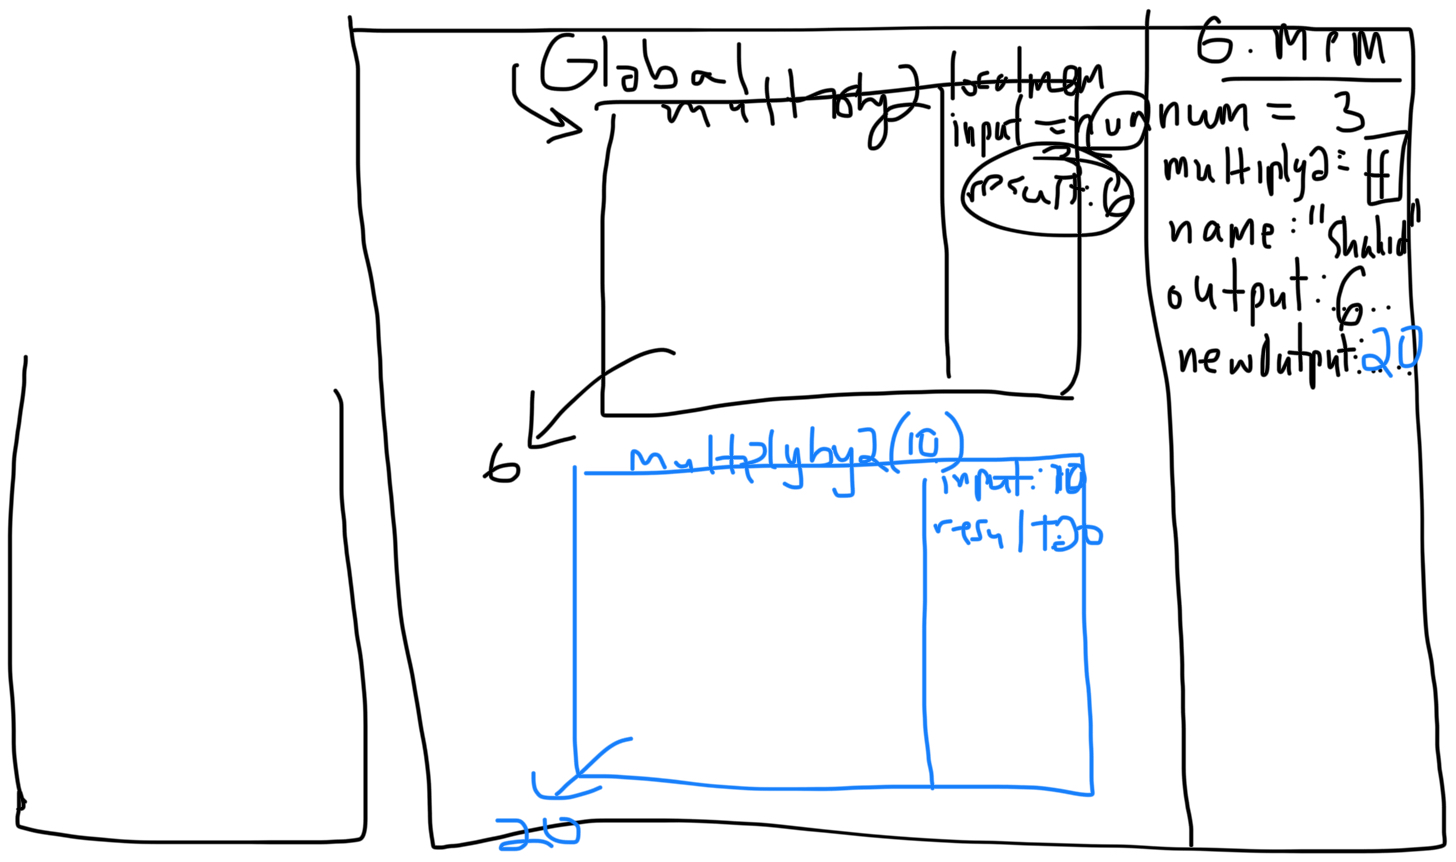 Global
multiply2
local mem
input = num
3
result: 6
6
multiplyby2(10)
input: 10
result:20
20
G. Mem
num = 3
multiply2: f
name: "Shahid"
output: 6...
newOutput: 20